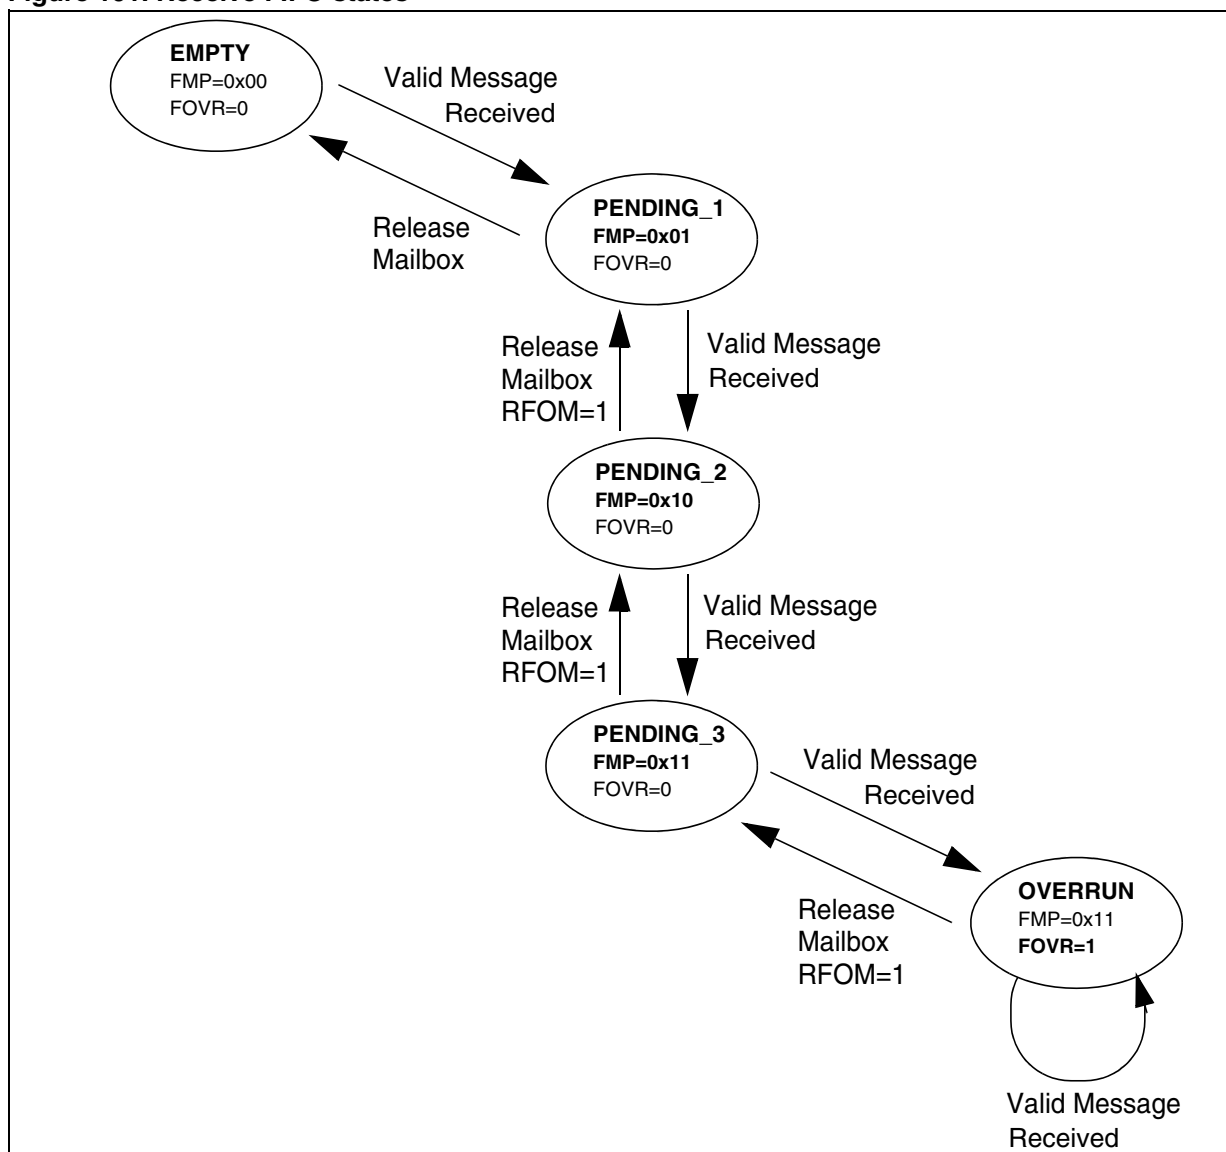 EMPTY
FMP=0x00
FOVR=0
Valid Message
Received
Release
Mailbox
PENDING_1
FMP=0x01
FOVR=0
Release
Mailbox
RFOM=1
Valid Message
Received
PENDING_2
FMP=0x10
FOVR=0
Release
Mailbox
RFOM=1
Valid Message
Received
PENDING_3
FMP=0x11
FOVR=0
Valid Message
Received
Release
Mailbox
RFOM=1
OVERRUN
FMP=0x11
FOVR=1
Valid Message
Received